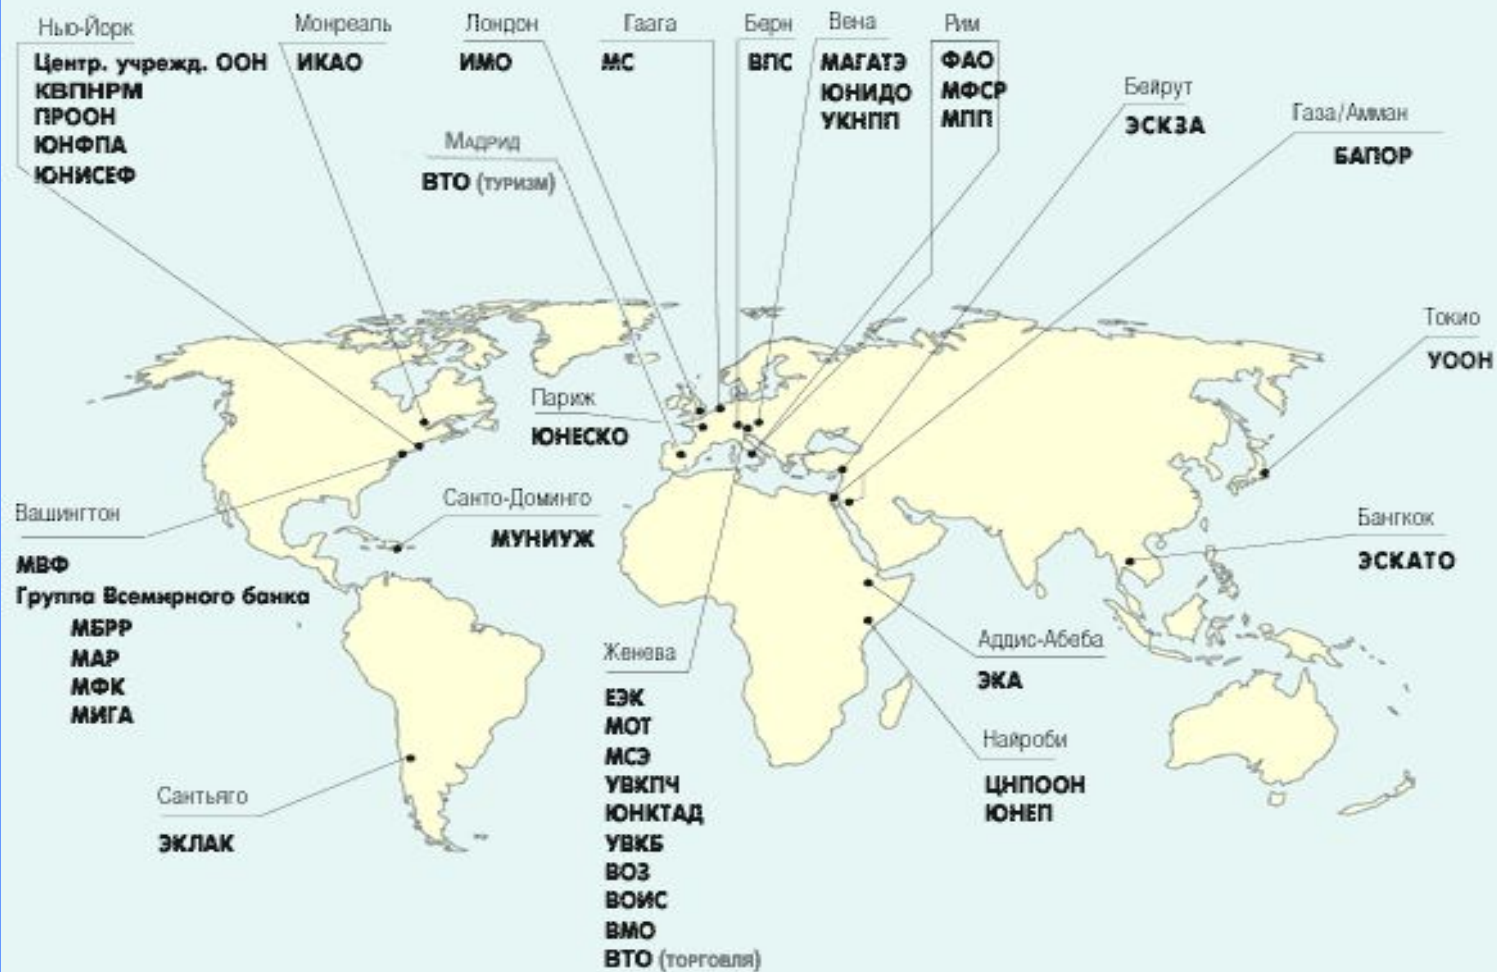 Нью-Йорк
Центр. учрежд. ООН
КВПНРМ
ПРООН
ЮНФПА
ЮНИСЕФ
Монреаль
ИКАО
Лондон
ИМО
Гаага
МС
Берн
ВПС
Вена
МАГАТЭ
ЮНИДО
УКНПП
Рим
ФАО
МФСР
МПП
Бейрут
ЭСКЗА
Газа/Амман
БАПОР
Мадрид
ВТО (туризм)
Токио
УООН
Париж
ЮНЕСКО
Вашингтон
МВФ
Группа Всемирного банка
МБРР
МАР
МФК
МИГА
Санто-Доминго
МУНИУЖ
Бангкок
ЭСКАТО
Женева
ЕЭК
МОТ
МСЭ
УВКПЧ
ЮНКТАД
УВКБ
ВОЗ
ВОИС
ВМО
ВТО (торговля)
Аддис-Абеба
ЭКА
Найроби
ЦНПООН
ЮНЕП
Сантьяго
ЭКЛАК